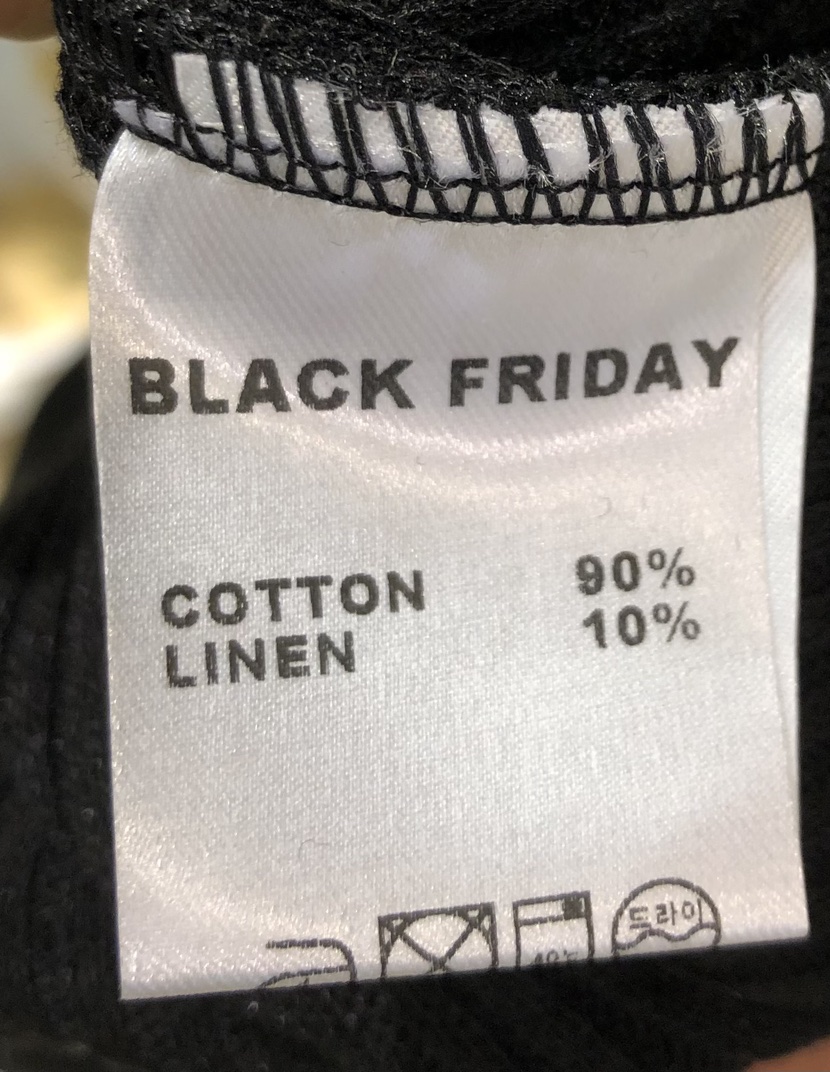 BLACK FRIDAY
COTTON 90%
LINEN 10%
드라이